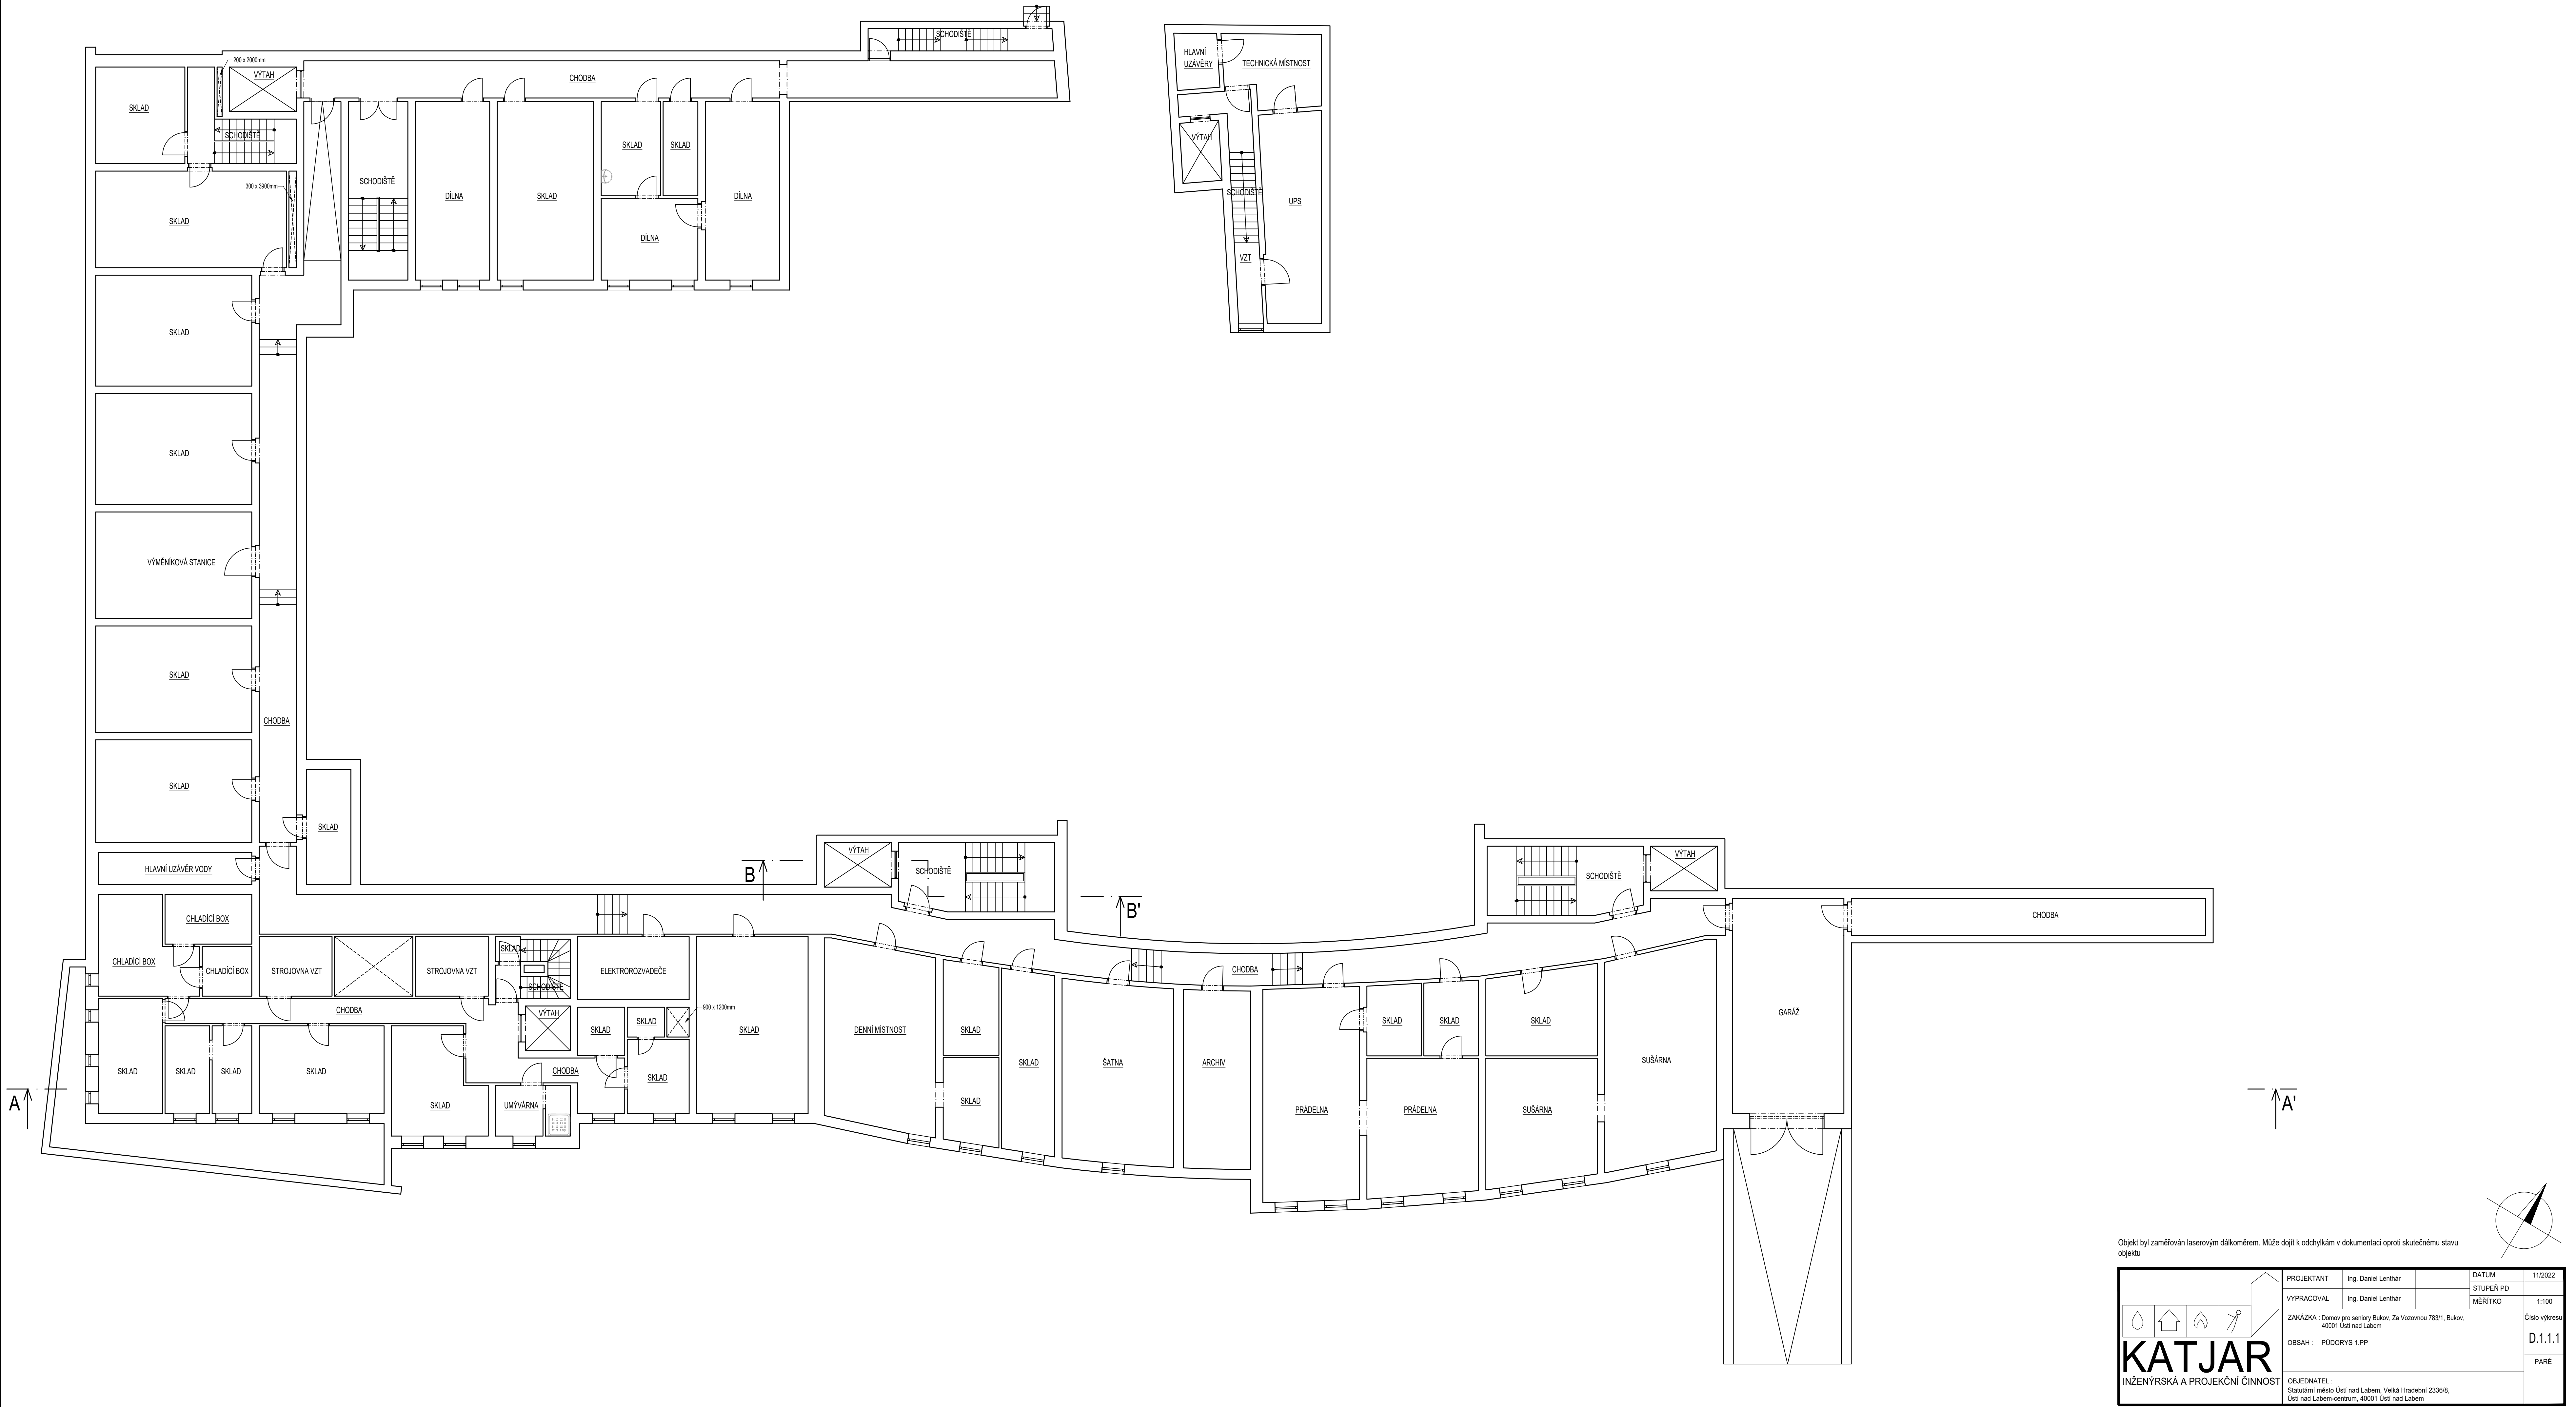 SCHODIŠTĚ
200 x 2000mm
VÝTAH
CHODBA
SKLAD
SCHODIŠTĚ
SKLAD
SKLAD
300 x 3900mm
SCHODIŠTĚ
DÍLNA
SKLAD
DÍLNA
SKLAD
DÍLNA
HLAVNÍ
UZÁVĚRY
TECHNICKÁ MÍSTNOST
VÝTAH
SCHODIŠTĚ
UPS
VZT
SKLAD
SKLAD
VÝMĚNÍKOVÁ STANICE
SKLAD
CHODBA
SKLAD
SKLAD
HLAVNÍ UZÁVĚR VODY
B
VÝTAH
SCHODIŠTĚ
B'
SCHODIŠTĚ
VÝTAH
CHLADÍCÍ BOX
CHODBA
CHLADÍCÍ BOX
CHLADÍCÍ BOX
STROJOVNA VZT
STROJOVNA VZT
SKLAD
SCHODIŠTĚ
ELEKTROROZVADEČE
CHODBA
CHODBA
VÝTAH
900 x 1200mm
SKLAD
SKLAD
SKLAD
DENNÍ MÍSTNOST
SKLAD
SKLAD
SKLAD
SKLAD
GARÁŽ
SKLAD
SKLAD
SKLAD
SKLAD
CHODBA
SKLAD
SKLAD
ŠATNA
ARCHIV
SUŠÁRNA
A
SKLAD
UMÝVÁRNA
SKLAD
PRÁDELNA
PRÁDELNA
SUŠÁRNA
A'
Objekt byl zaměřován laserovým dálkoměrem. Může dojít k odchylkám v dokumentaci oproti skutečnému stavu
objektu
PROJEKTANT Ing. Daniel Lenthár
DATUM 11/2022
STUPEŇ PD
VYPRACOVAL Ing. Daniel Lenthár
MĚŘÍTKO 1:100
ZAKÁZKA : Domov pro seniory Bukov, Za Vozovnou 783/1, Bukov,
40001 Ústí nad Labem
Číslo výkresu
D.1.1.1
OBSAH : PŮDORYS 1.PP
PARÉ
KATJAR
INŽENÝRSKÁ A PROJEKČNÍ ČINNOST
OBJEDNATEL :
Statutární město Ústí nad Labem, Velká Hradební 2336/8,
Ústí nad Labem-centrum, 40001 Ústí nad Labem